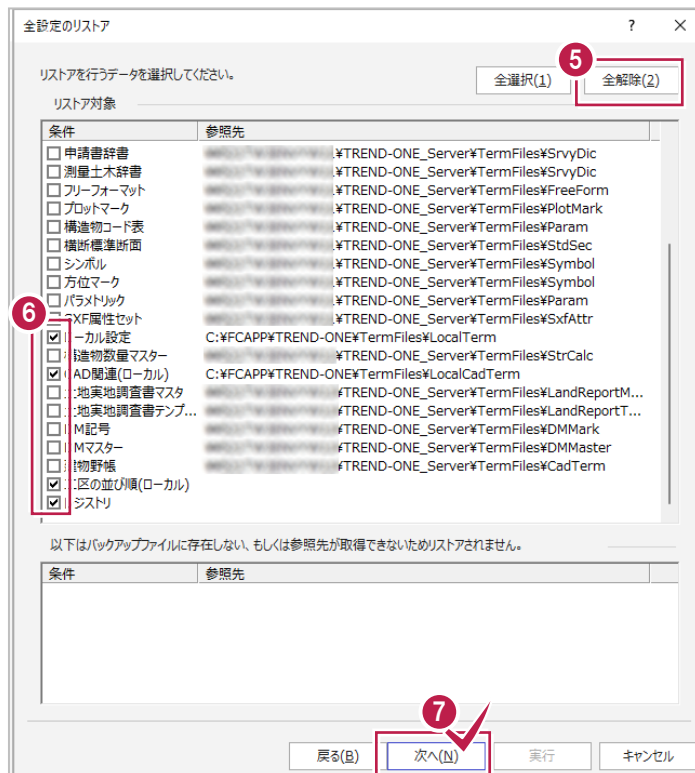 全設定のリストア ? ×
リストアを行うデータを選択してください。
5
全選択(1) 全解除(2)
リストア対象
条件 参照先
申請書辞書 ¥TREND-ONE_Server¥TermFiles¥SrvyDic
測量土木辞書 ¥TREND-ONE_Server¥TermFiles¥SrvyDic
フリーフォーマット ¥TREND-ONE_Server¥TermFiles¥FreeForm
プロットマーク ¥TREND-ONE_Server¥TermFiles¥PlotMark
構造物コード表 ¥TREND-ONE_Server¥TermFiles¥Param
横断標準断面 ¥TREND-ONE_Server¥TermFiles¥StdSec
シンボル ¥TREND-ONE_Server¥TermFiles¥Symbol
方位マーク ¥TREND-ONE_Server¥TermFiles¥Symbol
パラメトリック ¥TREND-ONE_Server¥TermFiles¥Param
6
SXF属性セット ¥TREND-ONE_Server¥TermFiles¥SxfAttr
ーカル設定 C:¥FCAPP¥TREND-ONE¥TermFiles¥LocalTerm
造物数量マスター ¥TREND-ONE_Server¥TermFiles¥StrCalc
AD関連(ローカル) C:¥FCAPP¥TREND-ONE¥TermFiles¥LocalCadTerm
地実地調査書マスタ ¥TREND-ONE_Server¥TermFiles¥LandReportM...
地実地調査書テンプ... ¥TREND-ONE_Server¥TermFiles¥LandReportT...
M記号 ¥TREND-ONE_Server¥TermFiles¥DMMark
Mマスター ¥TREND-ONE_Server¥TermFiles¥DMMaster
物野帳 ¥TREND-ONE_Server¥TermFiles¥CadTerm
区の並び順(ローカル)
ジストリ
以下はバックアップファイルに存在しない、もしくは参照先が取得できないためリストアされません。
条件 参照先
7
戻る(B) 次へ(N) 実行 キャンセル